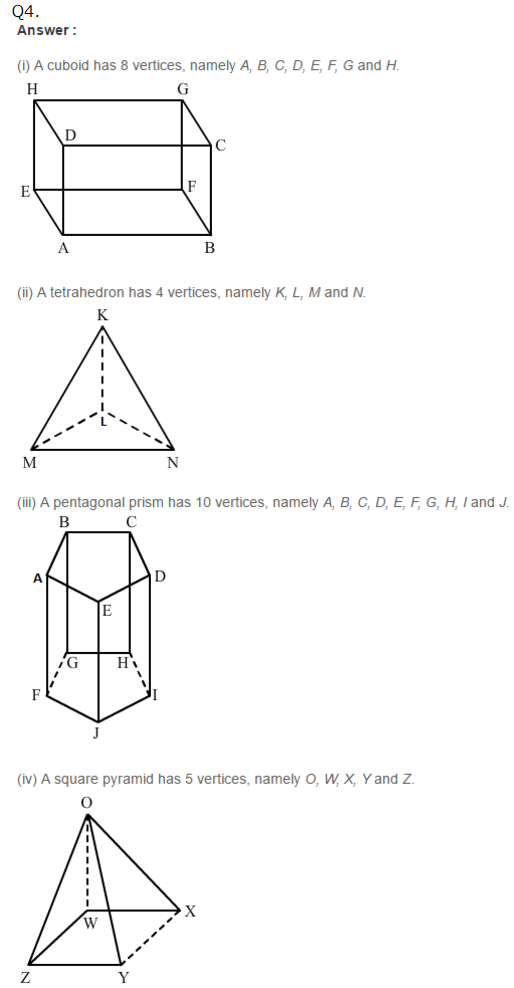 Q4.
Answer :
(i) A cuboid has 8 vertices, namely A, B, C, D, E, F, G and H.
H G
D
C
E F
A B
(ii) A tetrahedron has 4 vertices, namely K, L, M and N.
K
L
M N
(iii) A pentagonal prism has 10 vertices, namely A, B, C, D, E, F, G, H, I and J.
B C
A D
E
G H
F I
J
(iv) A square pyramid has 5 vertices, namely O, W, X, Y and Z.
O
X
W
Z Y